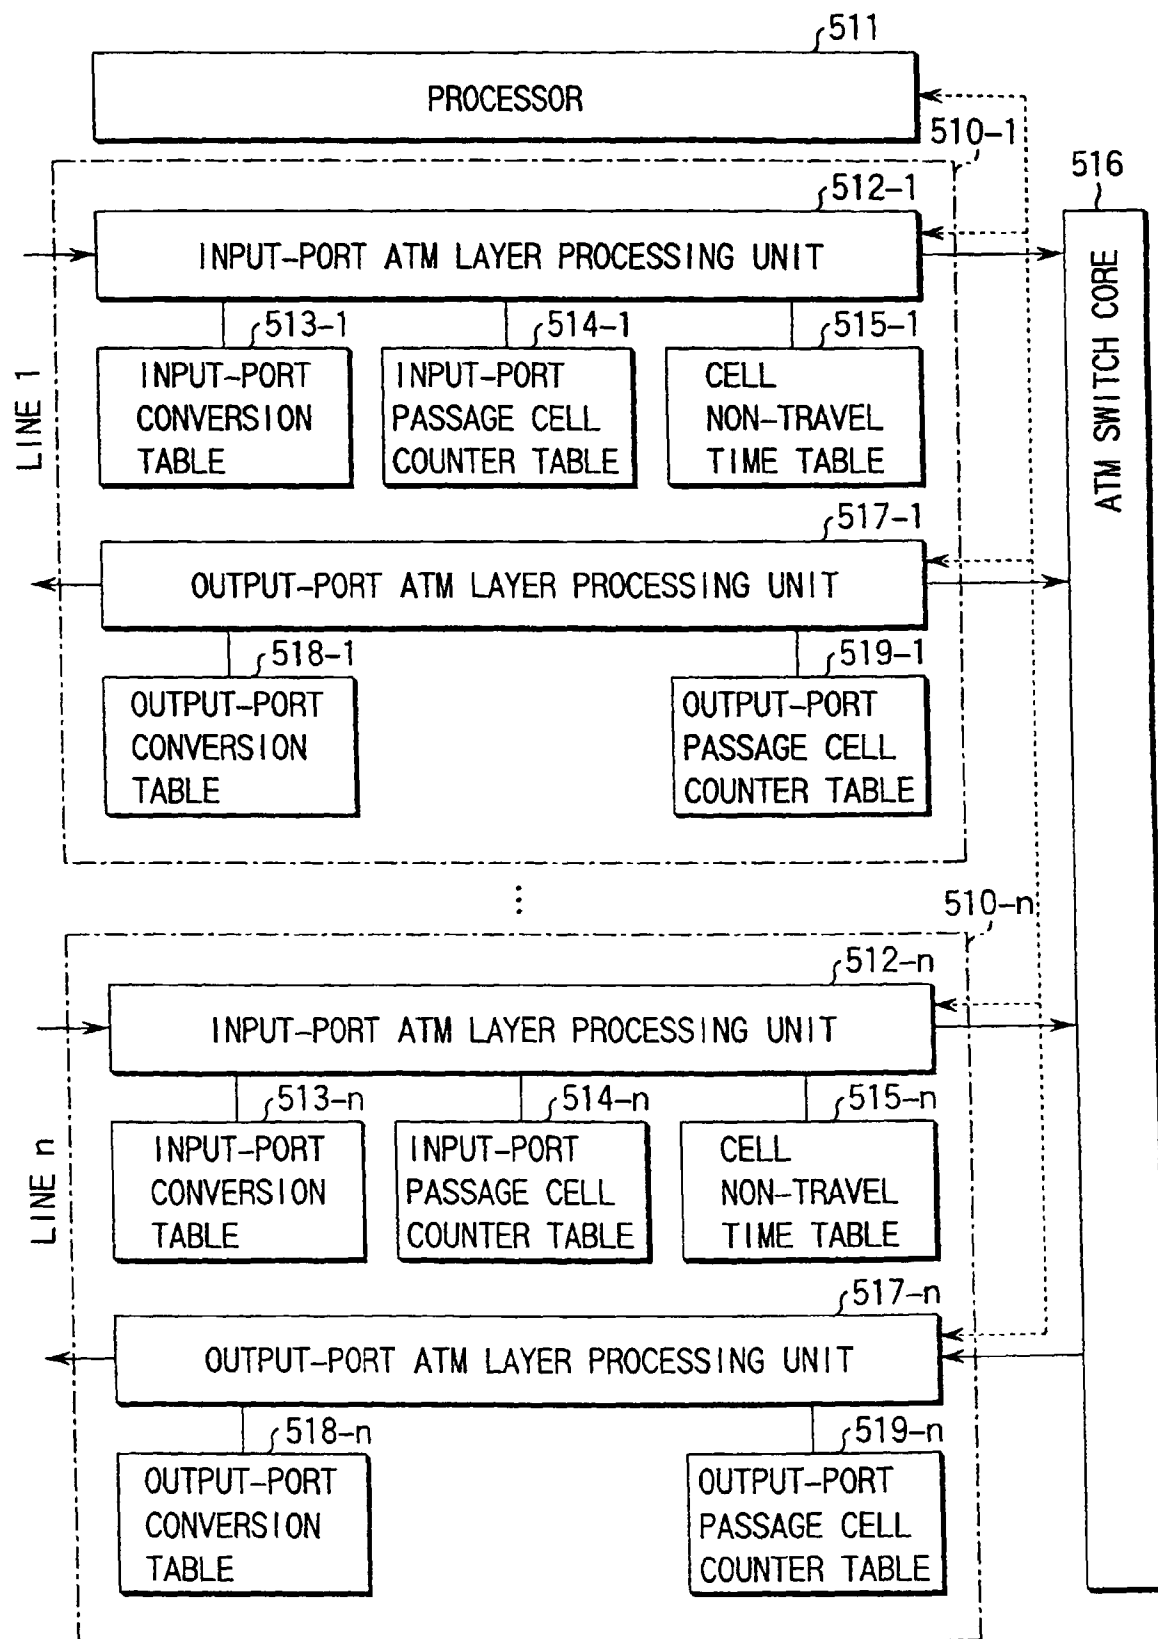 511
PROCESSOR
510-1
516
512-1
INPUT-PORT ATM LAYER PROCESSING UNIT
513-1
514-1
515-1
LINE 1
INPUT-PORT
CONVERSION
TABLE
INPUT-PORT
PASSAGE CELL
COUNTER TABLE
CELL
NON-TRAVEL
TIME TABLE
ATM SWITCH CORE
517-1
OUTPUT-PORT ATM LAYER PROCESSING UNIT
518-1
519-1
OUTPUT-PORT
CONVERSION
TABLE
OUTPUT-PORT
PASSAGE CELL
COUNTER TABLE
510-n
512-n
INPUT-PORT ATM LAYER PROCESSING UNIT
513-n
514-n
515-n
LINE n
INPUT-PORT
CONVERSION
TABLE
INPUT-PORT
PASSAGE CELL
COUNTER TABLE
CELL
NON-TRAVEL
TIME TABLE
517-n
OUTPUT-PORT ATM LAYER PROCESSING UNIT
518-n
519-n
OUTPUT-PORT
CONVERSION
TABLE
OUTPUT-PORT
PASSAGE CELL
COUNTER TABLE